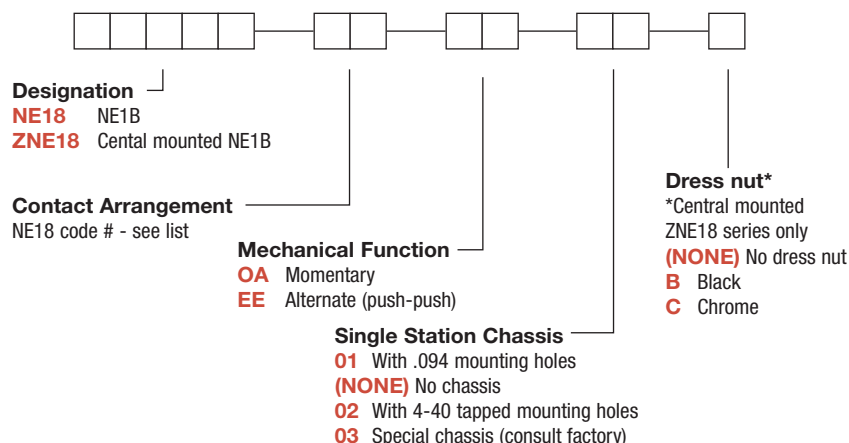 Designation
NE18 NE1B
ZNE18 Cental mounted NE1B
Contact Arrangement
NE18 code # - see list
Mechanical Function
OA Momentary
EE Alternate (push-push)
Single Station Chassis
01 With .094 mounting holes
(NONE) No chassis
02 With 4-40 tapped mounting holes
03 Special chassis (consult factory)
Dress nut*
*Central mounted
ZNE18 series only
(NONE) No dress nut
B Black
C Chrome